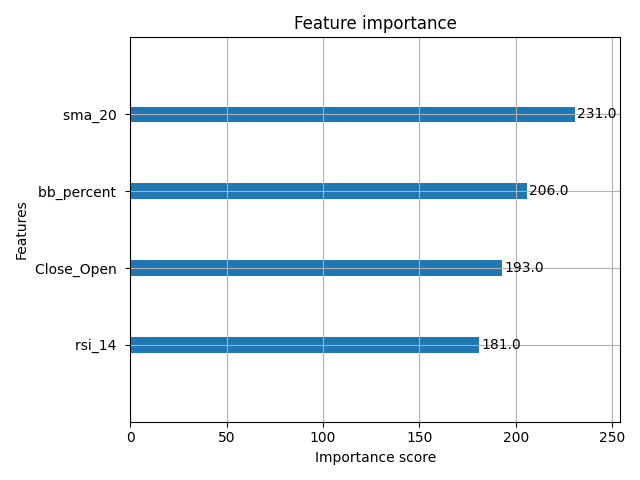 Feature importance
Features
sma_20
231.0
bb_percent
206.0
Close_Open
193.0
rsi_14
181.0
0 50 100 150 200 250
Importance score